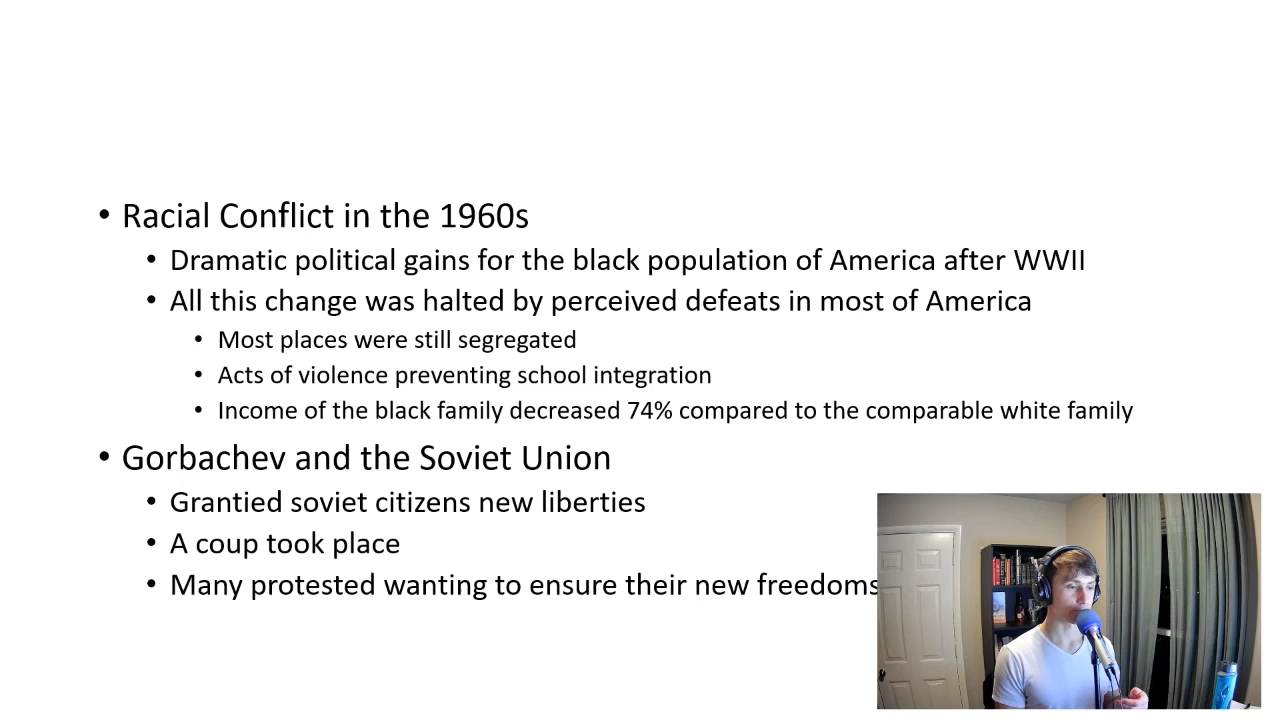 • Racial Conflict in the 1960s
• Dramatic political gains for the black population of America after WWII
• All this change was halted by perceived defeats in most of America
• Most places were still segregated
• Acts of violence preventing school integration
• Income of the black family decreased 74% compared to the comparable white family
• Gorbachev and the Soviet Union
• Grantied soviet citizens new liberties
• A coup took place
• Many protested wanting to ensure their new freedoms